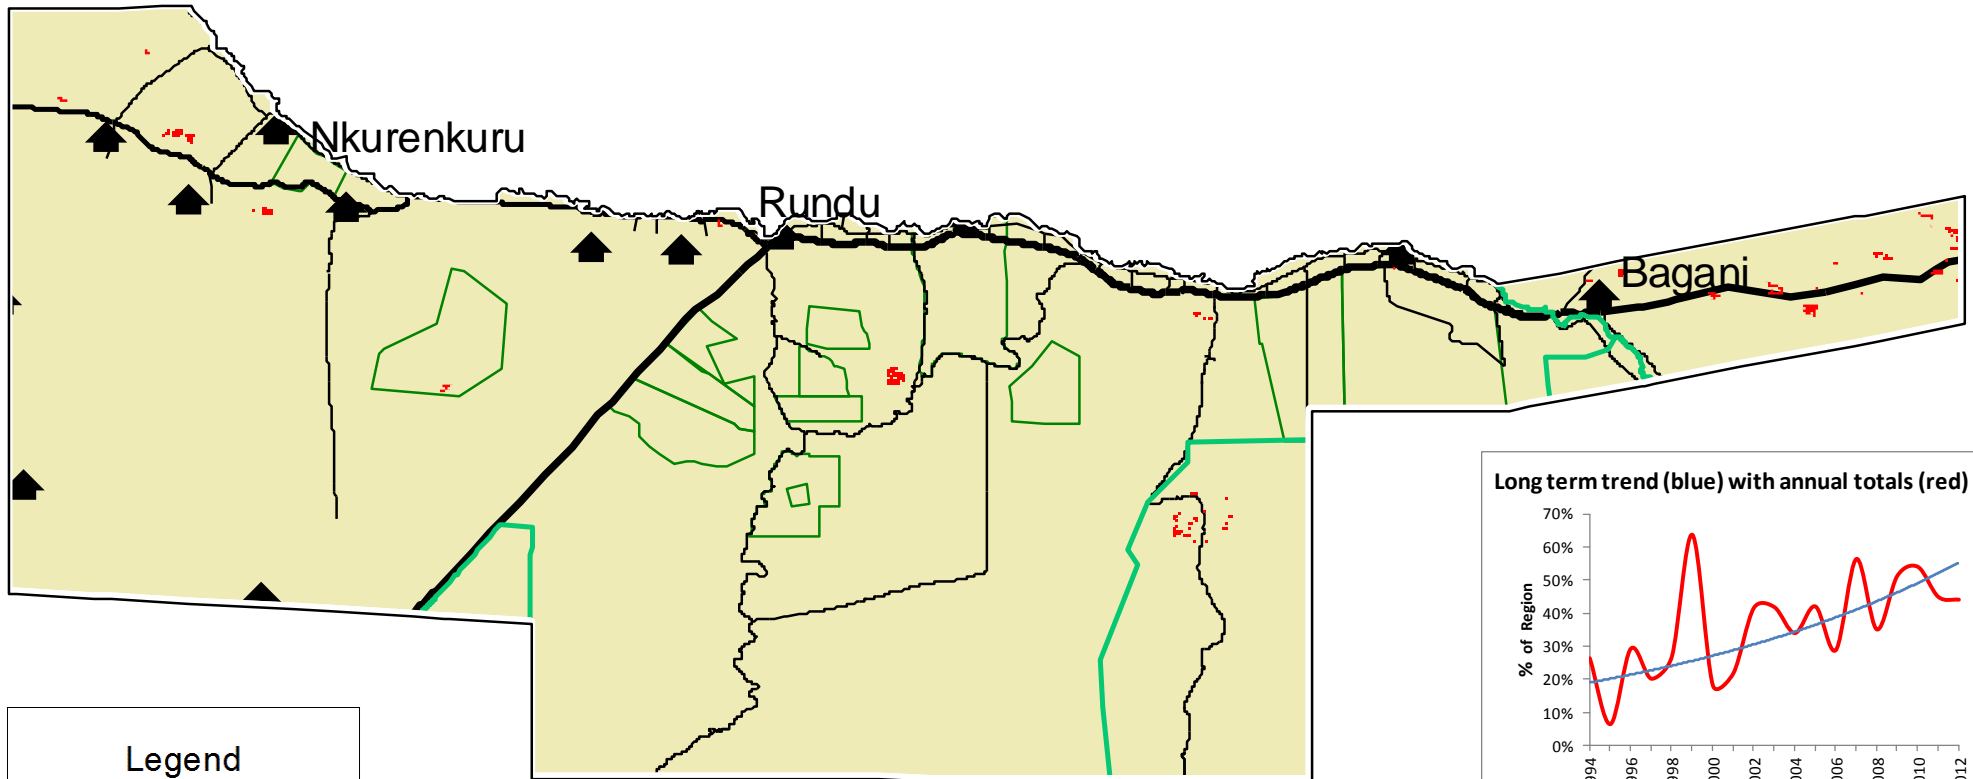 Nkurenkuru
Rundu
Bagani
Long term trend (blue) with annual totals (red)
% of Region
70%
60%
50%
40%
30%
20%
10%
0%
Legend